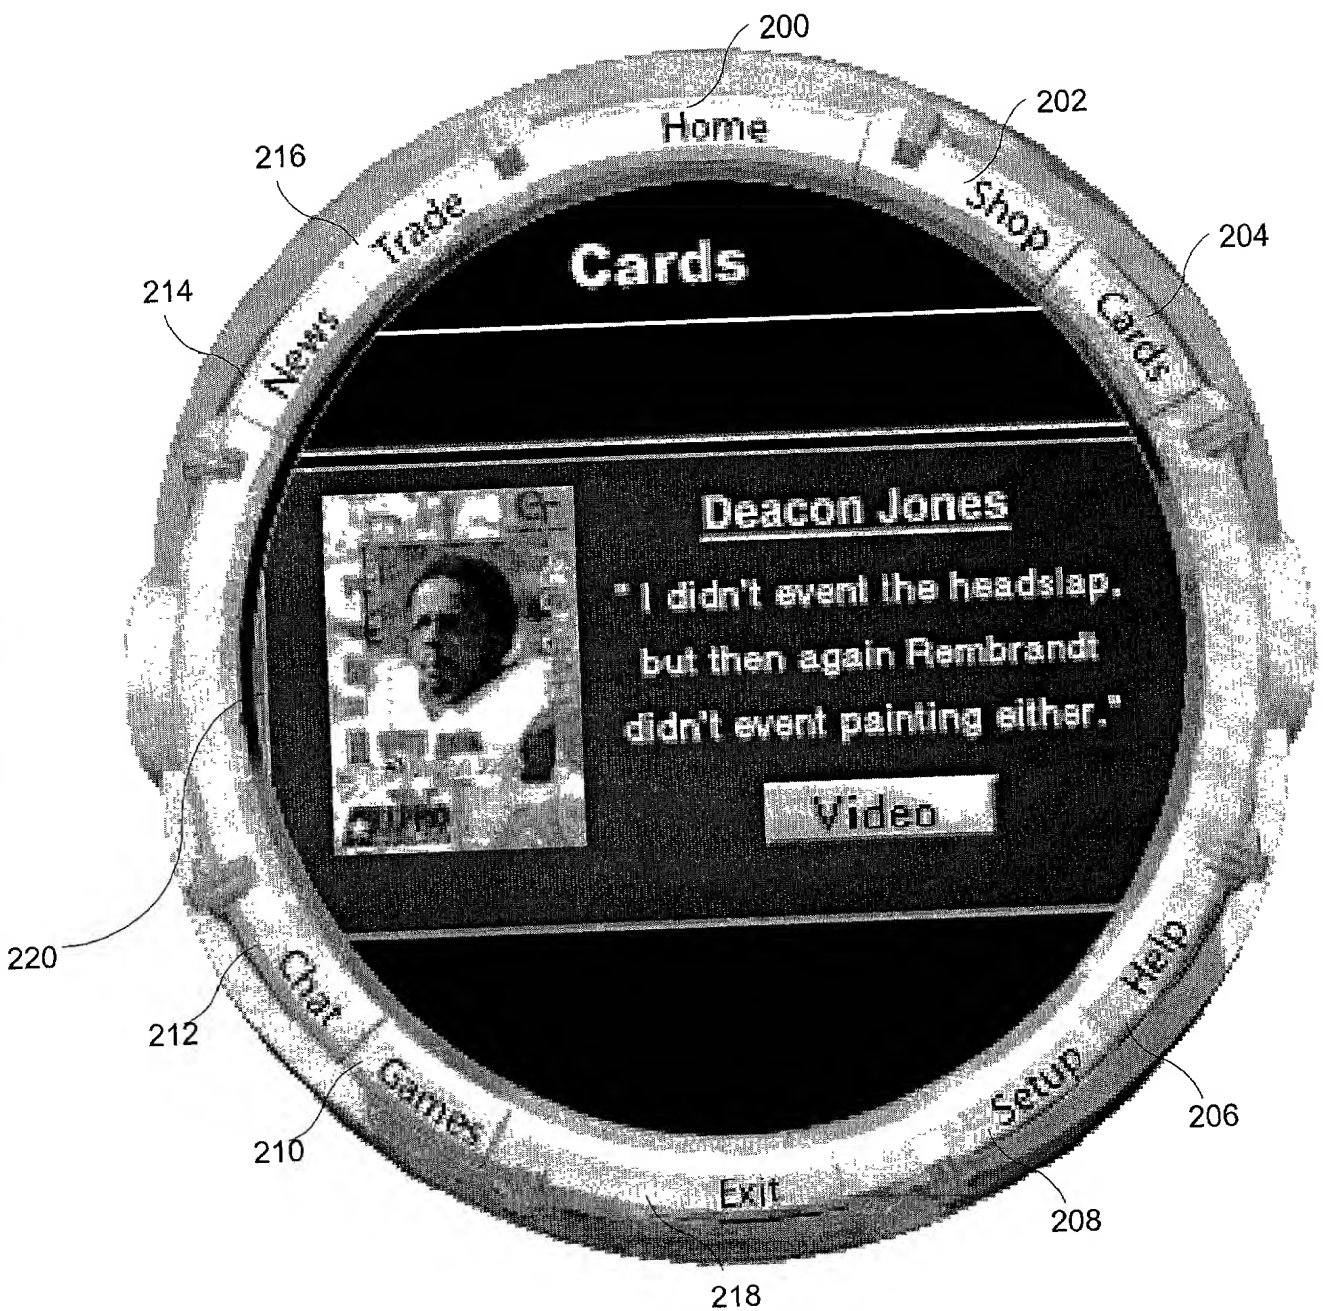 200
Home
202
Shop
204
Cards
216
Trade
214
News
Cards
Deacon Jones
" I didn't event the headslap.
but then again Rembrandt
didn't event painting either."
Video
220
212
Chat
210
Games
Help
206
Setup
208
Exit
218